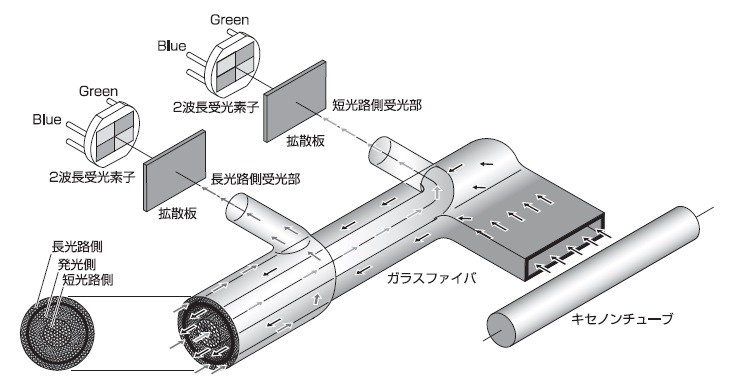 Green
Blue
2波長受光素子
短光路側受光部
拡散板
Green
Blue
2波長受光素子
長光路側受光部
拡散板
長光路側
発光側
短光路側
ガラスファイバ
キセノンチューブ